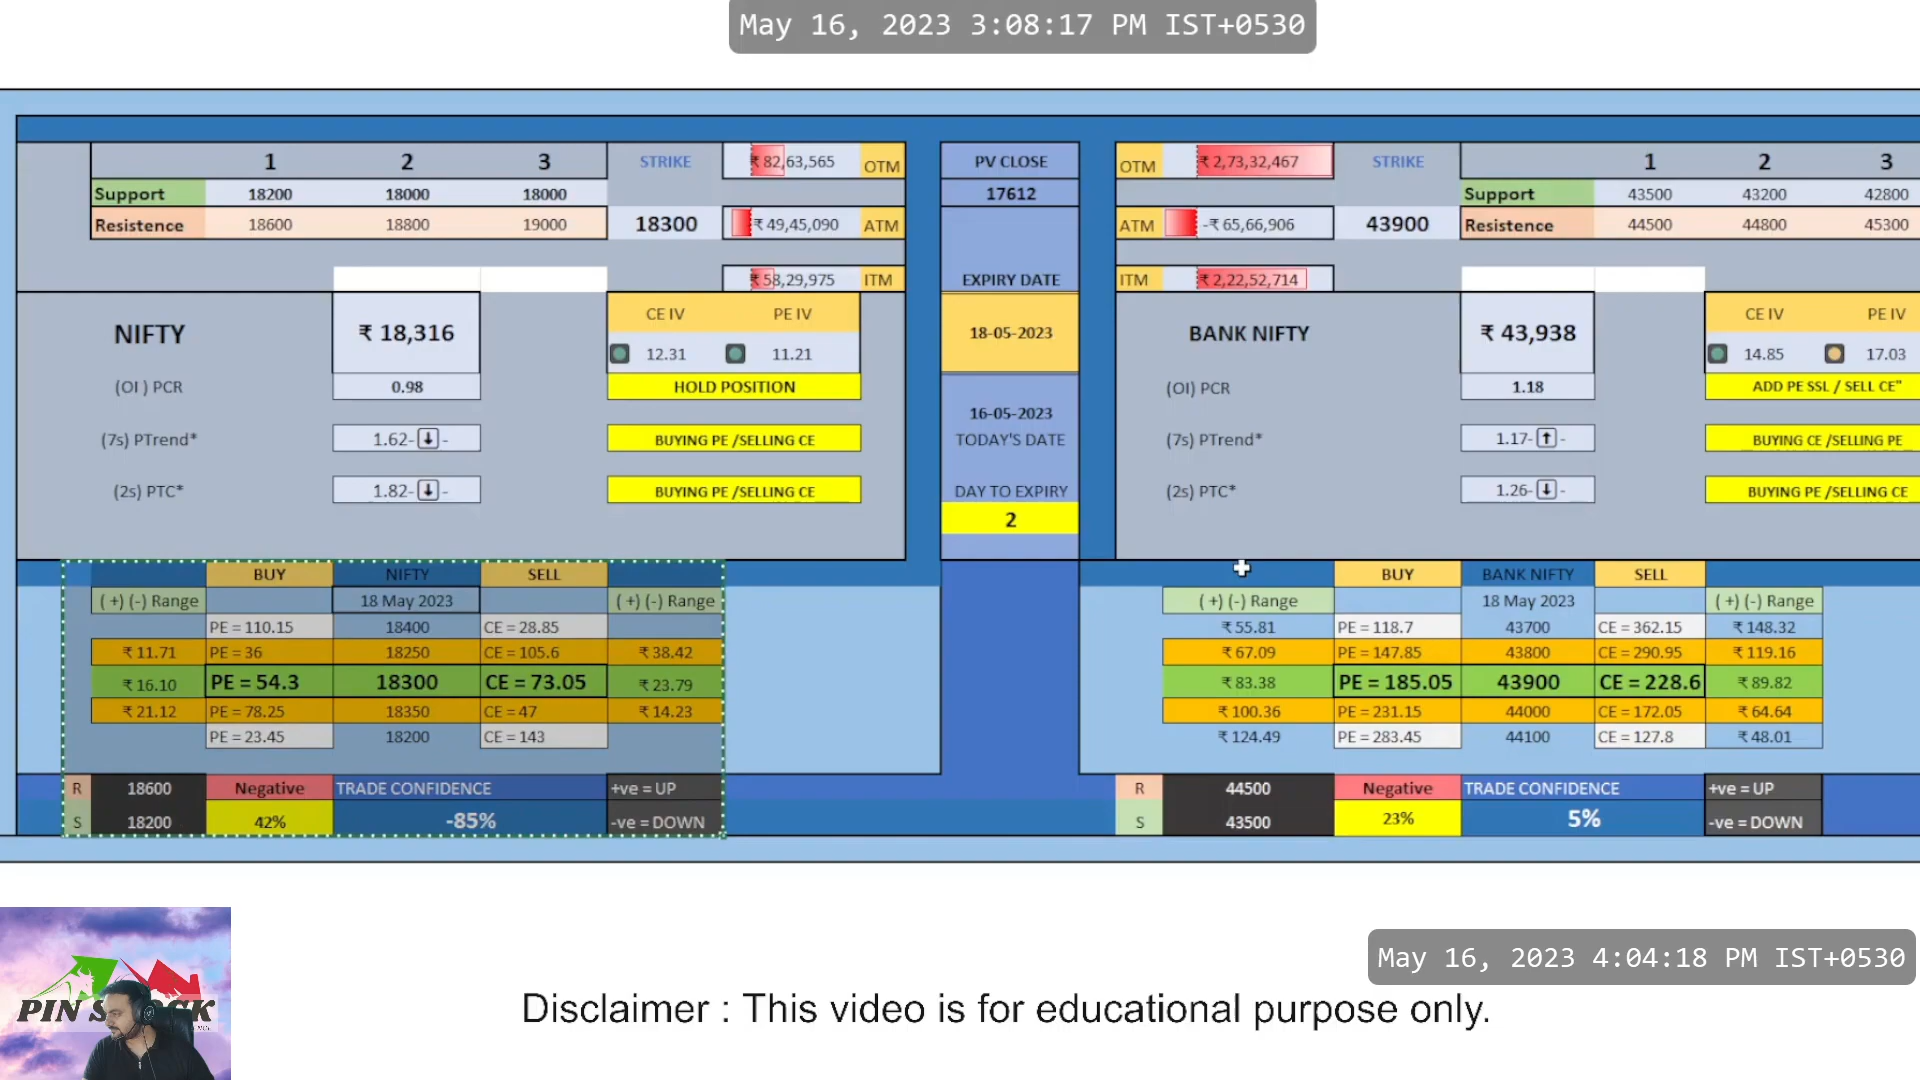 May 16, 2023 3:08:17 PM IST+0530
1 2 3 STRIKE ₹ 82,63,565 OTM
Support 18200 18000 18000
Resistence 18600 18800 19000 18300 ₹ 49,45,090 ATM
₹ 58,29,975 ITM
NIFTY ₹ 18,316 CE IV PE IV
12.31 11.21
(OI ) PCR 0.98 HOLD POSITION
(7s) PTrend* 1.62-↓- BUYING PE /SELLING CE
(2s) PTC* 1.82-↓- BUYING PE /SELLING CE
PV CLOSE
17612
EXPIRY DATE
18-05-2023
16-05-2023
TODAY'S DATE
DAY TO EXPIRY
2
OTM ₹ 2,73,32,467 STRIKE 1 2 3
Support 43500 43200 42800
ATM -₹ 65,66,906 43900 Resistence 44500 44800 45300
ITM ₹ 2,22,52,714
BANK NIFTY ₹ 43,938 CE IV PE IV
14.85 17.03
(OI) PCR 1.18 ADD PE SSL / SELL CE"
(7s) PTrend* 1.17-↑- BUYING CE /SELLING PE
(2s) PTC* 1.26-↓- BUYING PE /SELLING CE
BUY NIFTY SELL
( +) (-) Range 18 May 2023 ( +) (-) Range
PE = 110.15 18400 CE = 28.85
₹ 11.71 PE = 36 18250 CE = 105.6 ₹ 38.42
₹ 16.10 PE = 54.3 18300 CE = 73.05 ₹ 23.79
₹ 21.12 PE = 78.25 18350 CE = 47 ₹ 14.23
PE = 23.45 18200 CE = 143
R 18600 Negative TRADE CONFIDENCE +ve = UP
S 18200 42% -85% -ve = DOWN
BUY BANK NIFTY SELL
( +) (-) Range 18 May 2023 ( +) (-) Range
₹ 55.81 PE = 118.7 43700 CE = 362.15 ₹ 148.32
₹ 67.09 PE = 147.85 43800 CE = 290.95 ₹ 119.16
₹ 83.38 PE = 185.05 43900 CE = 228.6 ₹ 89.82
₹ 100.36 PE = 231.15 44000 CE = 172.05 ₹ 64.64
₹ 124.49 PE = 283.45 44100 CE = 127.8 ₹ 48.01
R 44500 Negative TRADE CONFIDENCE +ve = UP
S 43500 23% 5% -ve = DOWN
PIN
May 16, 2023 4:04:18 PM IST+0530
Disclaimer : This video is for educational purpose only.